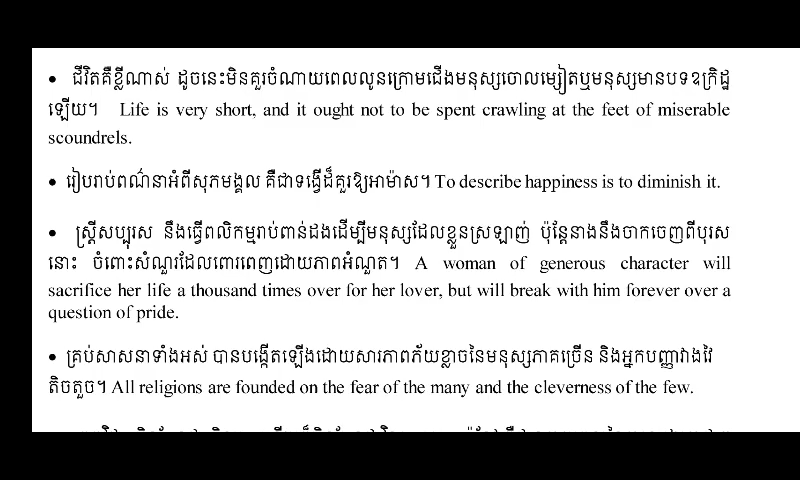 • ជីវិតគឺខ្លីណាស់ ដូចនេះមិនគួរចំណាយពេលលូនក្រោមជើងមនុស្សចោលម្សៀតឬមនុស្សមានបទឧក្រិដ្ឋ
ឡើយ។ Life is very short, and it ought not to be spent crawling at the feet of miserable
scoundrels.
• រៀបរាប់ពណ៌នាអំពីសុភមង្គល គឺជាទង្វើដ៏គួរឱ្យអាម៉ាស។ To describe happiness is to diminish it.
• ស្ត្រីសប្បុរស នឹងធ្វើពលិកម្មរាប់ពាន់ដងដើម្បីមនុស្សដែលខ្លួនស្រឡាញ់ ប៉ុន្តែនាងនឹងចាកចេញពីបុរស
នោះ ចំពោះសំណួរដែលពោរពេញដោយភាពអំណួត។ A woman of generous character will
sacrifice her life a thousand times over for her lover, but will break with him forever over a
question of pride.
• គ្រប់សាសនាទាំងអស់ បានបង្កើតឡើងដោយសារភាពភ័យខ្លាចនៃមនុស្សភាគច្រើន និងអ្នកបញ្ញាវាងវៃ
តិចតួច។ All religions are founded on the fear of the many and the cleverness of the few.